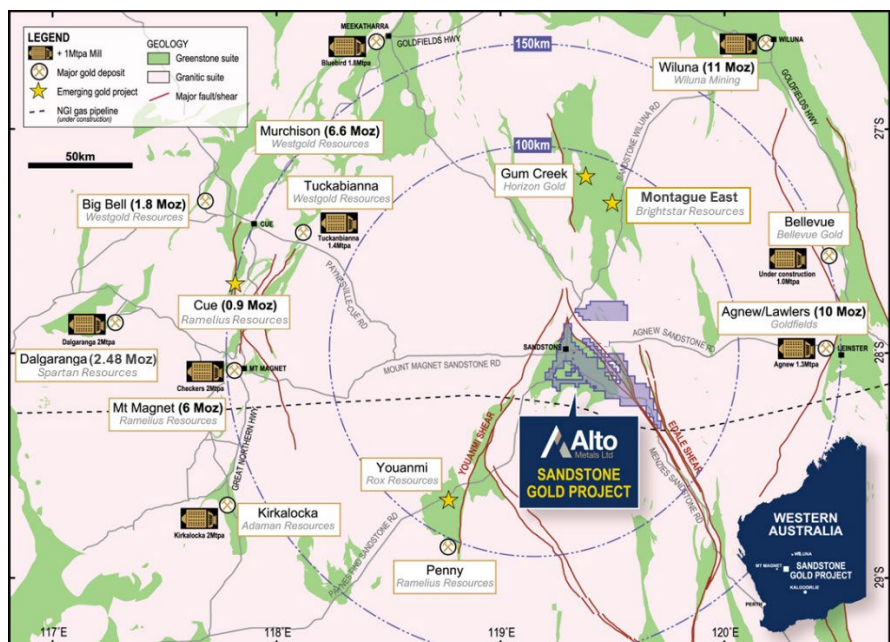 LEGEND
+ 1Mtpa Mill
Major gold deposit
Emerging gold project
NGI gas pipeline
(under construction)
GEOLOGY
Greenstone suite
Granitic suite
Major fault/shear
50km
MEEKATHARRA
Bluebird 1.8Mtpa
GOLDFIELDS HWY
150km
100km
WILUNA
Wiluna (11 Moz)
Wiluna Mining
GOLDFIELDS HWY
27°S
Murchison (6.6 Moz)
Westgold Resources
SANDSTONE WILUNA RD
Gum Creek
Horizon Gold
Montague East
Brightstar Resources
Big Bell (1.8 Moz)
Westgold Resources
Tuckabianna
Westgold Resources
CUE
Tuckanbianna
1.4Mtpa
PAYNESVILLE-CUE RD
Bellevue
Bellevue Gold
Under construction
1.0Mtpa
Cue (0.9 Moz)
Ramelius Resources
Dalgaranga 2Mtpa
Dalgaranga (2.48 Moz)
Spartan Resources
Agnew/Lawlers (10 Moz)
Goldfields
SANDSTONE
AGNEW SANDSTONE RD
Agnew 1.3Mtpa
LEINSTER
28°S
MT MAGNET
Checkers 2Mtpa
MOUNT MAGNET SANDSTONE RD
Mt Magnet (6 Moz)
Ramelius Resources
GREAT NORTHERN HWY
YOUANMI SHEAR
EDALE SHEAR
MENZIES SANDSTONE RD
Alto
Metals Ltd
SANDSTONE
GOLD PROJECT
Youanmi
Rox Resources
Kirkalocka
Adaman Resources
Kirkalocka 2Mtpa
PAYNES FIND SANDSTONE RD
Penny
Ramelius Resources
WESTERN
AUSTRALIA
WILUNA
MT MAGNET
SANDSTONE
GOLD PROJECT
KALGOORLIE
PERTH
29°S
117°E
118°E
119°E
120°E